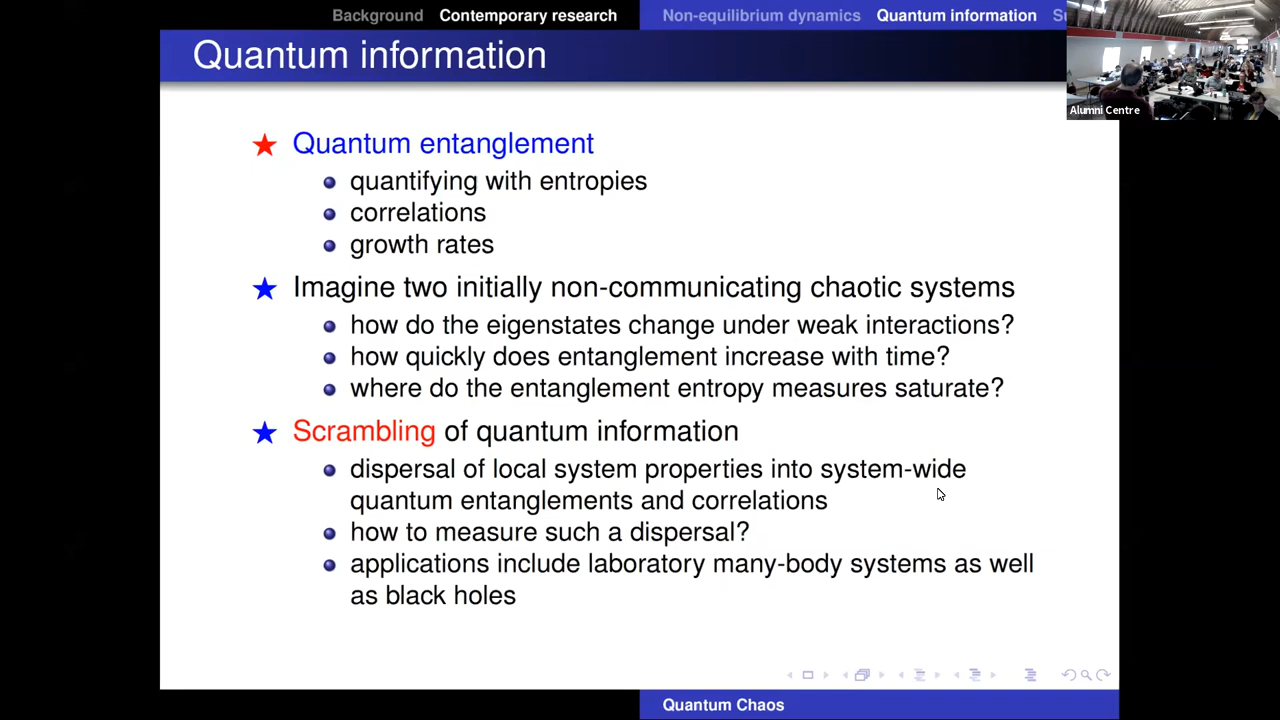 Background Contemporary research Non-equilibrium dynamics Quantum information
Quantum information
Alumni Centre
Quantum entanglement
quantifying with entropies
correlations
growth rates
Imagine two initially non-communicating chaotic systems
how do the eigenstates change under weak interactions?
how quickly does entanglement increase with time?
where do the entanglement entropy measures saturate?
Scrambling of quantum information
dispersal of local system properties into system-wide
quantum entanglements and correlations
how to measure such a dispersal?
applications include laboratory many-body systems as well
as black holes
Quantum Chaos